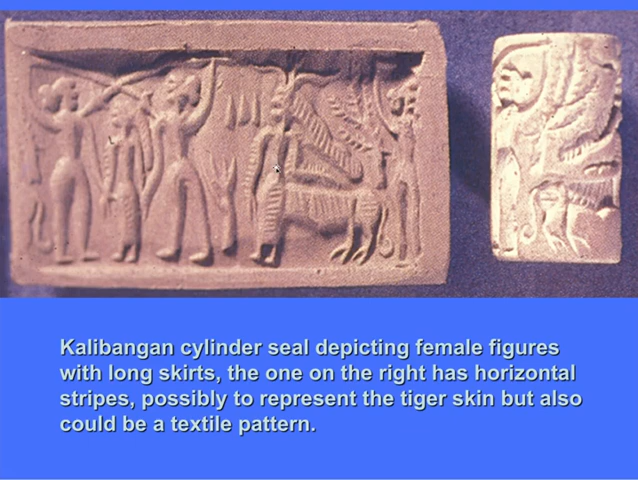 Kalibangan cylinder seal depicting female figures
with long skirts, the one on the right has horizontal
stripes, possibly to represent the tiger skin but also
could be a textile pattern.